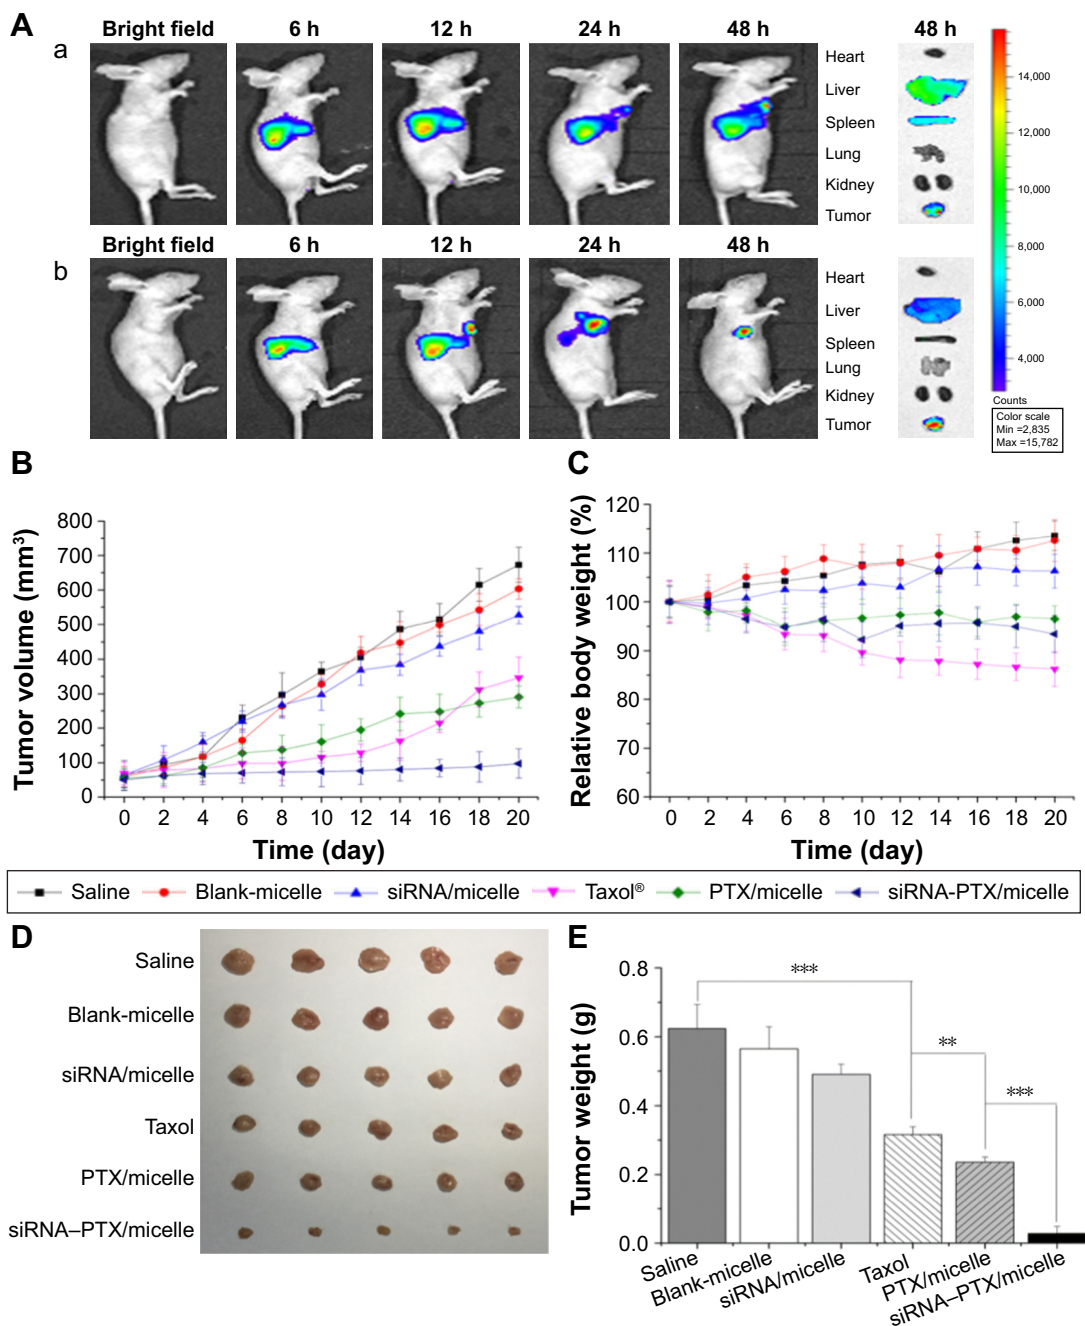 A
Bright field 6 h 12 h 24 h 48 h 48 h
a
Heart
Liver
Spleen
Lung
Kidney
Tumor
14,000
12,000
10,000
8,000
6,000
4,000
Counts
Color scale
Min =2,835
Max =15,782
Bright field 6 h 12 h 24 h 48 h
b
Heart
Liver
Spleen
Lung
Kidney
Tumor
B
Tumor volume (mm³)
800
700
600
500
400
300
200
100
0
0 2 4 6 8 10 12 14 16 18 20
Time (day)
C
Relative body weight (%)
120
110
100
90
80
70
60
0 2 4 6 8 10 12 14 16 18 20
Time (day)
Saline Blank-micelle siRNA/micelle Taxol® PTX/micelle siRNA-PTX/micelle
D
Saline
Blank-micelle
siRNA/micelle
Taxol
PTX/micelle
siRNA–PTX/micelle
E
Tumor weight (g)
0.8
0.6
0.4
0.2
0.0
***
**
***
Saline
Blank-micelle
siRNA/micelle
Taxol
PTX/micelle
siRNA–PTX/micelle